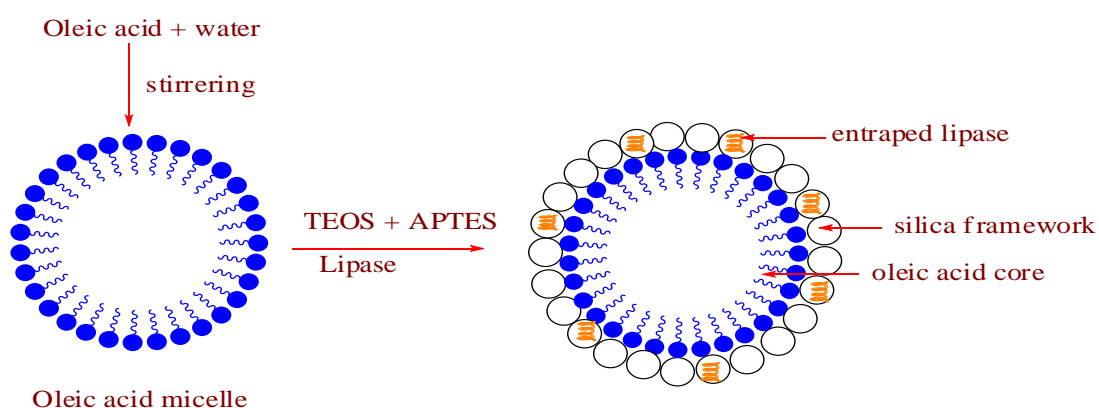 Oleic acid + water
stirrering
Oleic acid micelle
TEOS + APTES
Lipase
entraped lipase
silica framework
oleic acid core